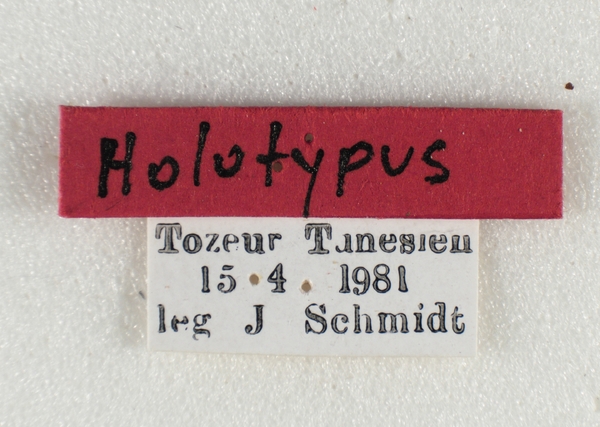 Holotypus
Tozeur Tunesien
15.4. 1981
leg J Schmidt